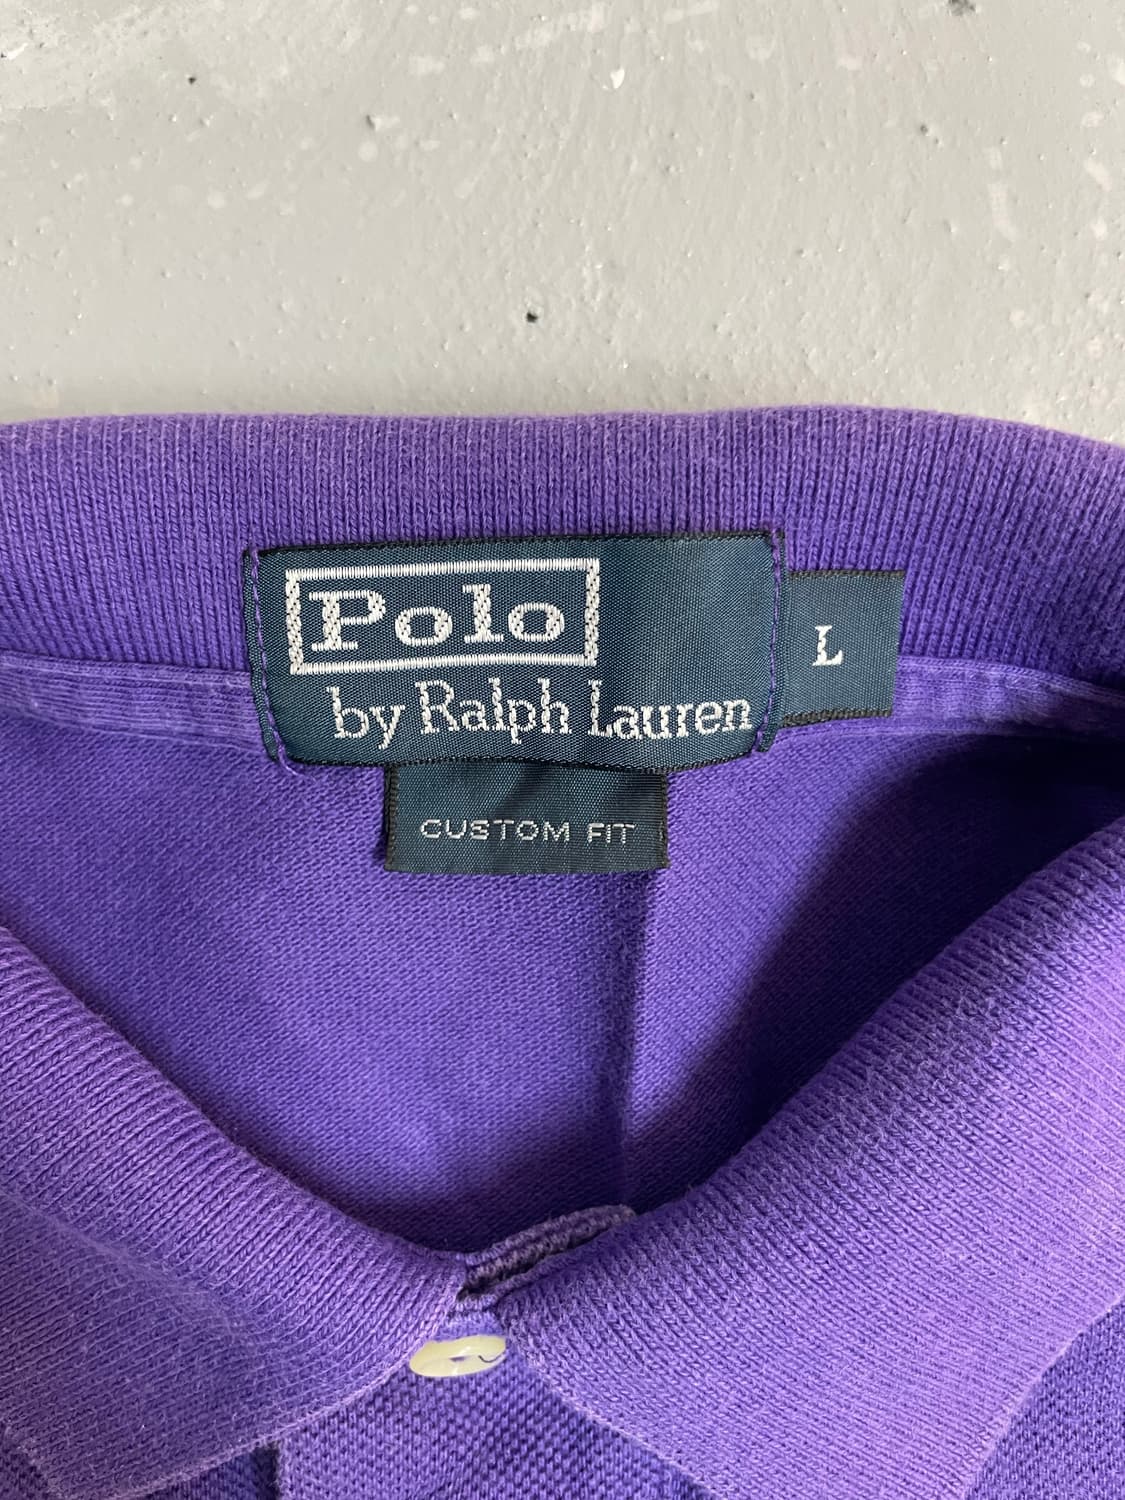 Polo
by Ralph Lauren
L
CUSTOM FIT